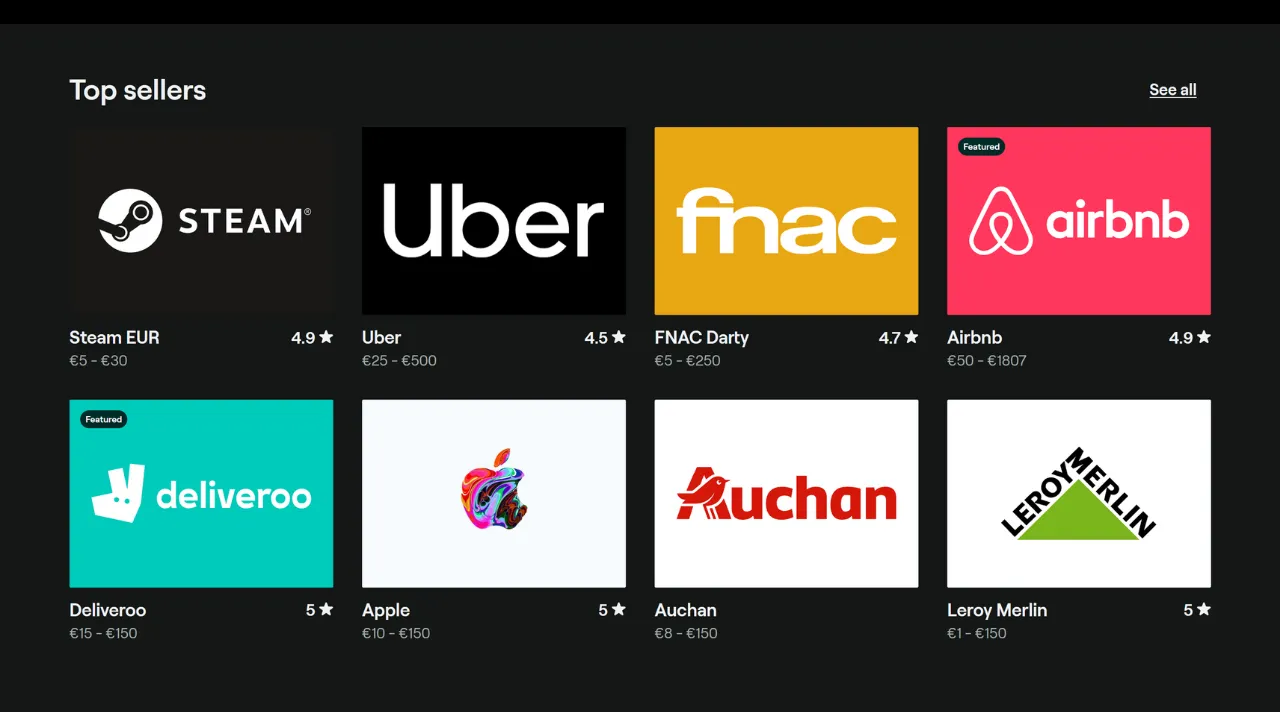 Top sellers
See all
STEAM®
Uber
fnac
Featured
airbnb
Steam EUR 4.9
€5 - €30
Uber 4.5
€25 - €500
FNAC Darty 4.7
€5 - €250
Airbnb 4.9
€50 - €1807
Featured
deliveroo
Auchan
LEROY MERLIN
Deliveroo 5
€15 - €150
Apple 5
€10 - €150
Auchan
€8 - €150
Leroy Merlin 5
€1 - €150